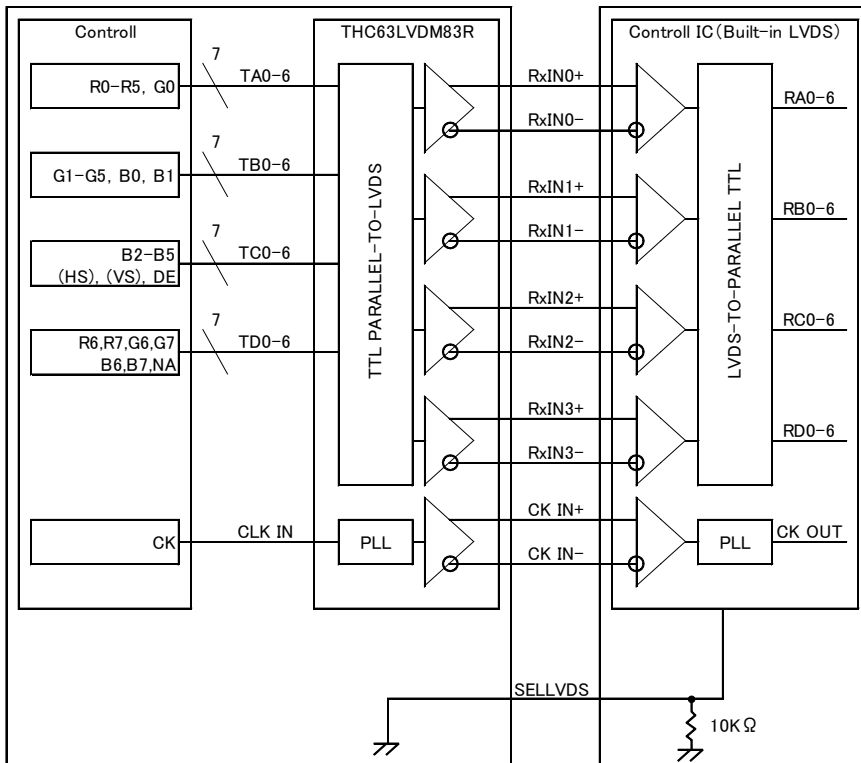 Controll
THC63LVDM83R
Controll IC(Built-in LVDS)
R0-R5, G0
7
TA0-6
RxIN0+
RxIN0-
RA0-6
G1-G5, B0, B1
7
TB0-6
RxIN1+
RxIN1-
RB0-6
B2-B5
(HS), (VS), DE
7
TC0-6
RxIN2+
RxIN2-
RC0-6
R6,R7,G6,G7
B6,B7,NA
7
TD0-6
RxIN3+
RxIN3-
RD0-6
TTL PARALLEL-TO-LVDS
LVDS-TO-PARALLEL TTL
CK
CLK IN
PLL
CK IN+
CK IN-
PLL
CK OUT
SELLVDS
10KΩ